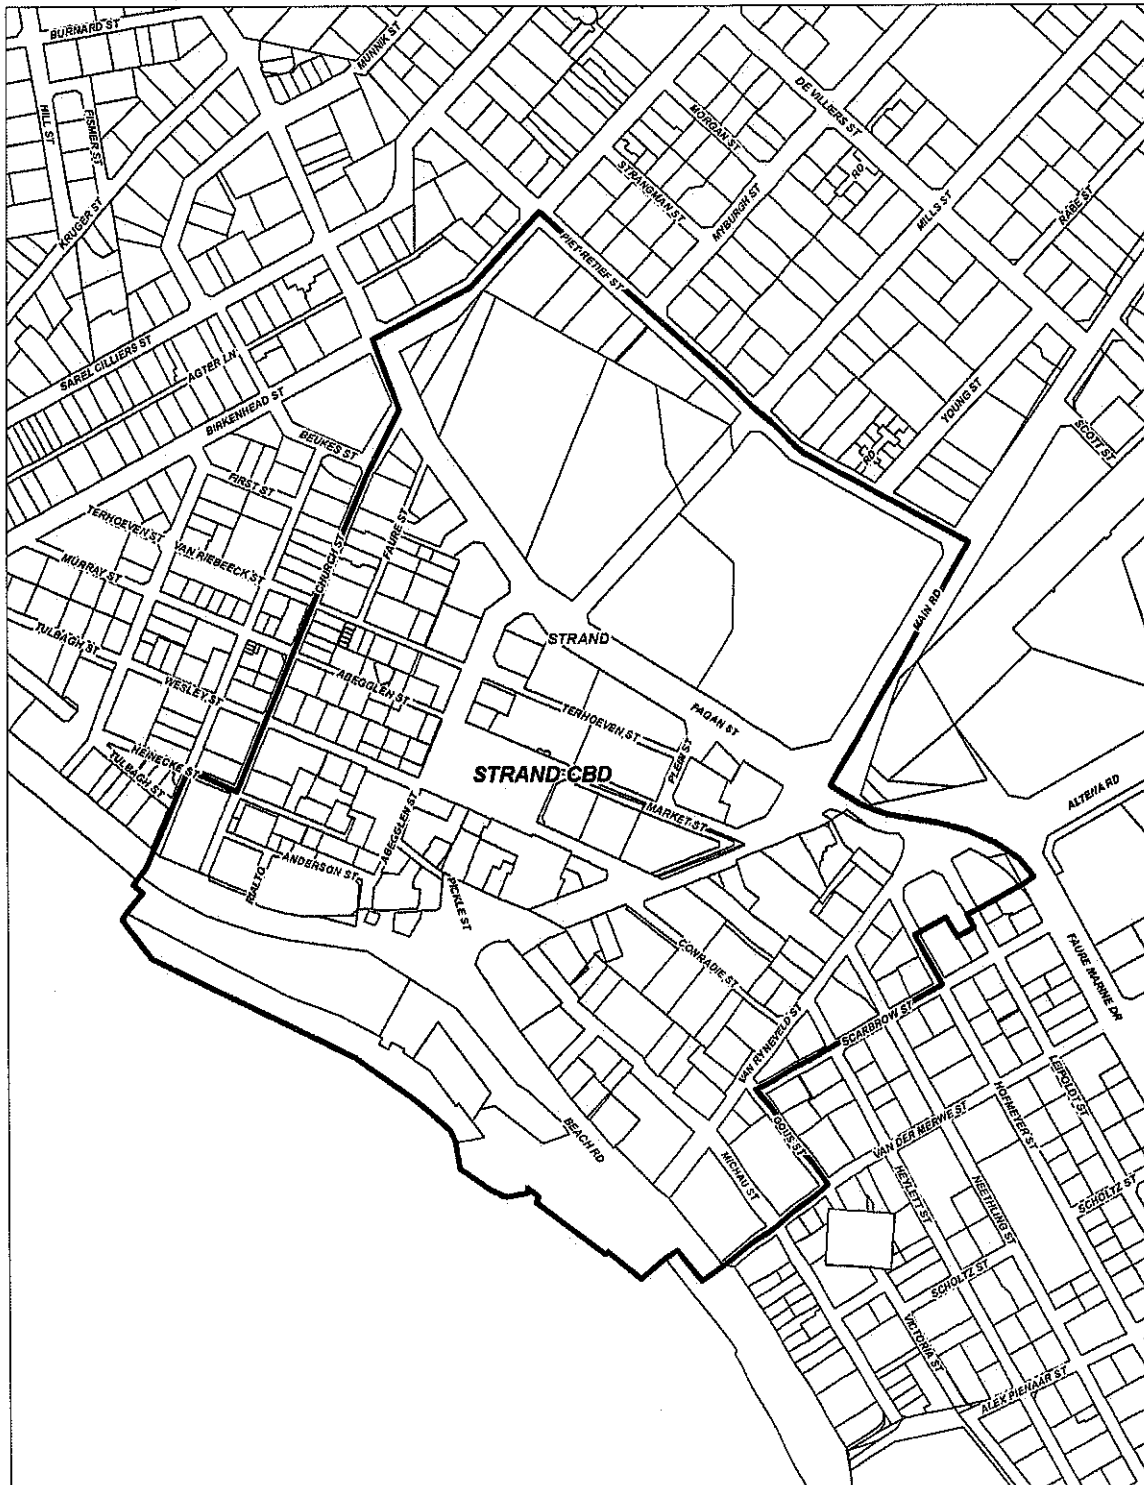 BURNARD ST
MUNNIK ST
HILL ST
FISMER ST
DE VILLIERS ST
MORGAN ST
STRANGMAN ST
RD
MYBURGH ST
MILLS ST
RABE ST
KRUGER ST
PIET RETIEF ST
SAREL CILLIERS ST
AGTER LN
BIRKENHEAD ST
YOUNG ST
SCOTT ST
BEUKES ST
RD
FIRST ST
TERHOEVEN ST
VAN RIEBEECK ST
CHURCH ST
FAURE ST
MURRAY ST
MAIN RD
TULBAGH ST
STRAND
WESLEY ST
ABEGGLEN ST
TERHOEVEN ST
FAGAN ST
PLEIN ST
HEINECKE ST
TULBAGH ST
STRAND CBD
MARKET ST
ALTENA RD
ABEGGLEN ST
ANDERSON ST
RIALTO
PICKLE ST
CONRADIE ST
FAURE MARINE DR
VAN RYNEVELD ST
SCARBROW ST
LEIPOLDT ST
HOFMEYER ST
BEACH RD
GOUS ST
VAN DER MERWE ST
MICHAU ST
HEYLETT ST
NEETHLING ST
SCHOLTZ ST
SCHOLTZ ST
VICTORIA ST
ALEX PIENAAR ST